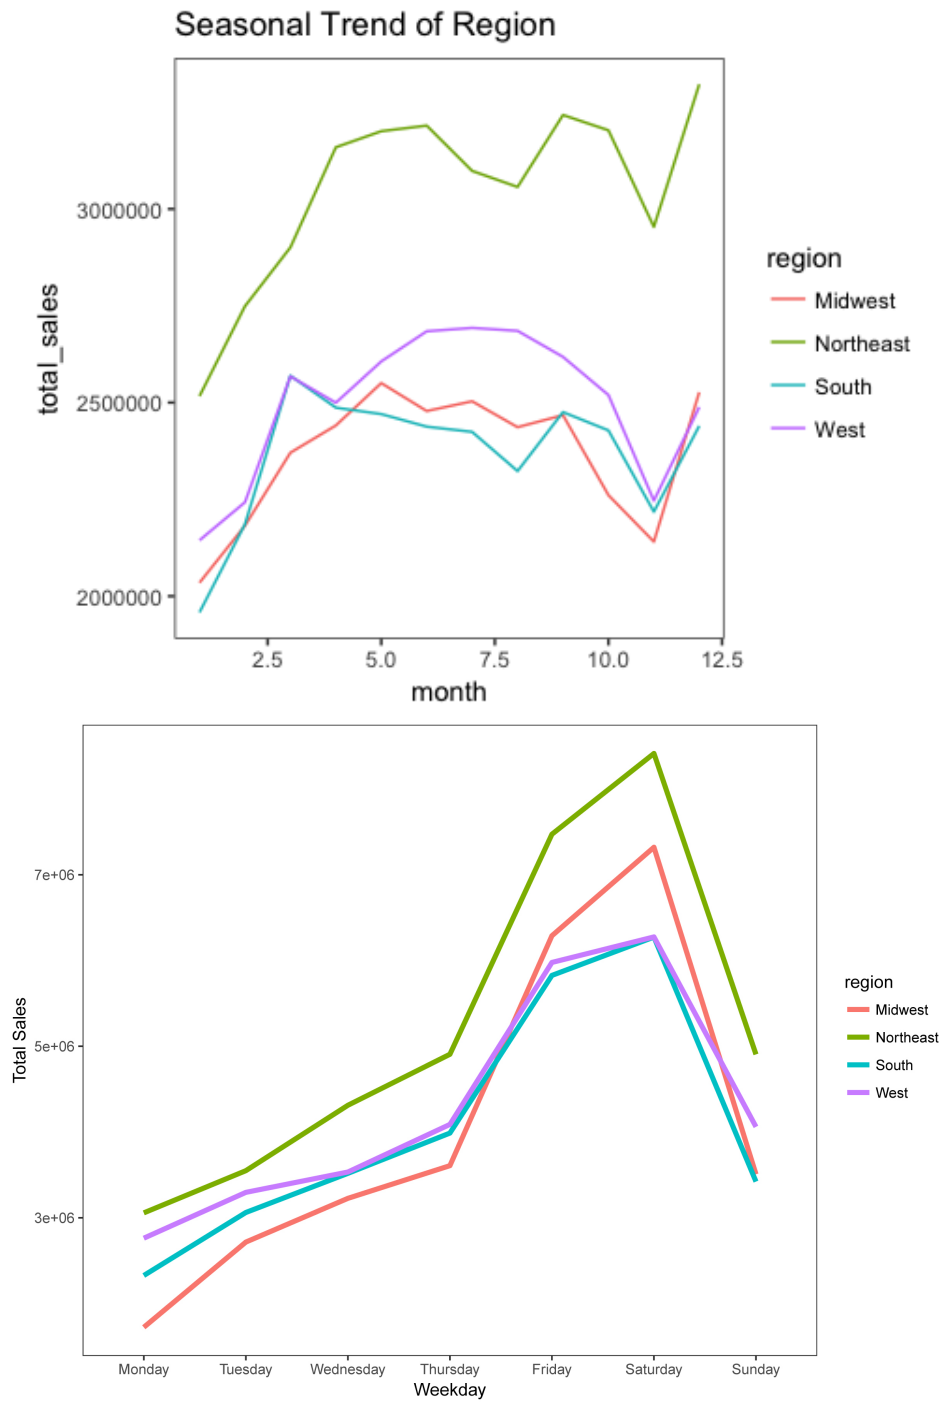 Seasonal Trend of Region
3000000
2500000
2000000
total_sales
2.5 5.0 7.5 10.0 12.5
month
region
Midwest
Northeast
South
West
7e+06
5e+06
3e+06
Total Sales
Monday Tuesday Wednesday Thursday Friday Saturday Sunday
Weekday
region
Midwest
Northeast
South
West